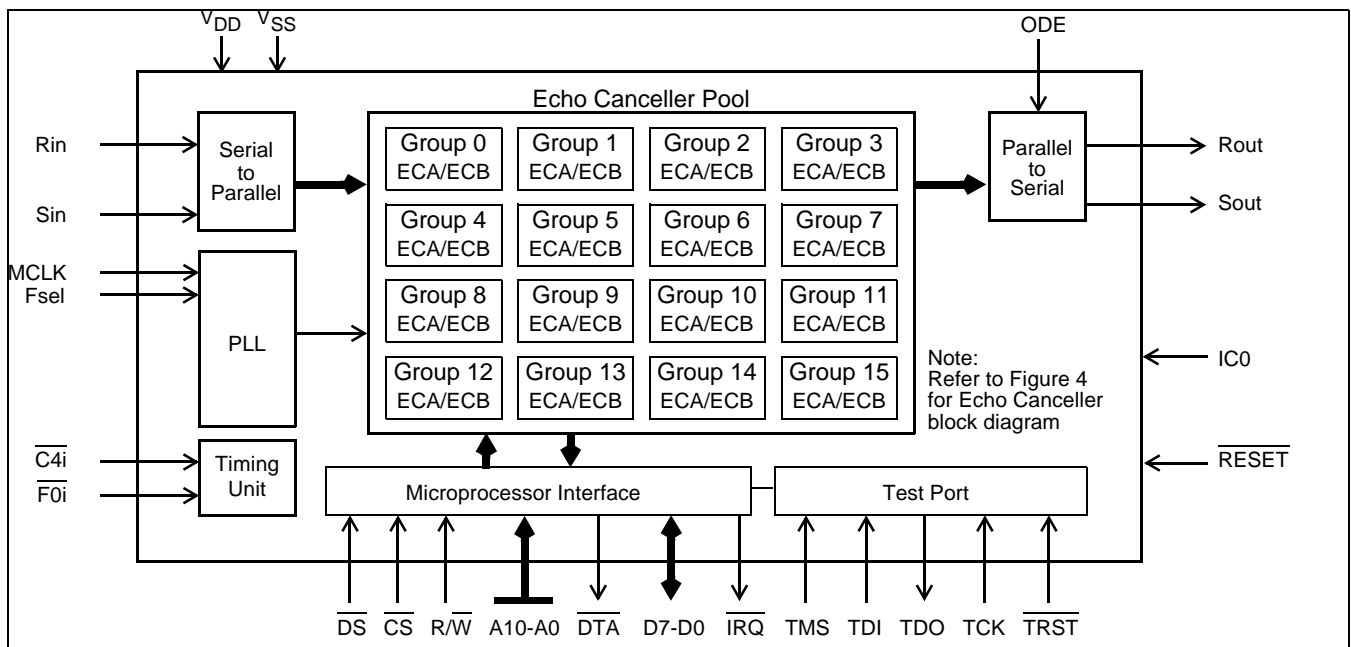 VDD VSS ODE
Echo Canceller Pool
Rin
Sin
MCLK
Fsel
C4i
F0i
Serial
to
Parallel
PLL
Timing
Unit
Group 0
ECA/ECB
Group 1
ECA/ECB
Group 2
ECA/ECB
Group 3
ECA/ECB
Group 4
ECA/ECB
Group 5
ECA/ECB
Group 6
ECA/ECB
Group 7
ECA/ECB
Group 8
ECA/ECB
Group 9
ECA/ECB
Group 10
ECA/ECB
Group 11
ECA/ECB
Group 12
ECA/ECB
Group 13
ECA/ECB
Group 14
ECA/ECB
Group 15
ECA/ECB
Parallel
to
Serial
Rout
Sout
Note:
Refer to Figure 4
for Echo Canceller
block diagram
IC0
RESET
Microprocessor Interface
Test Port
DS CS R/W A10-A0 DTA D7-D0 IRQ TMS TDI TDO TCK TRST